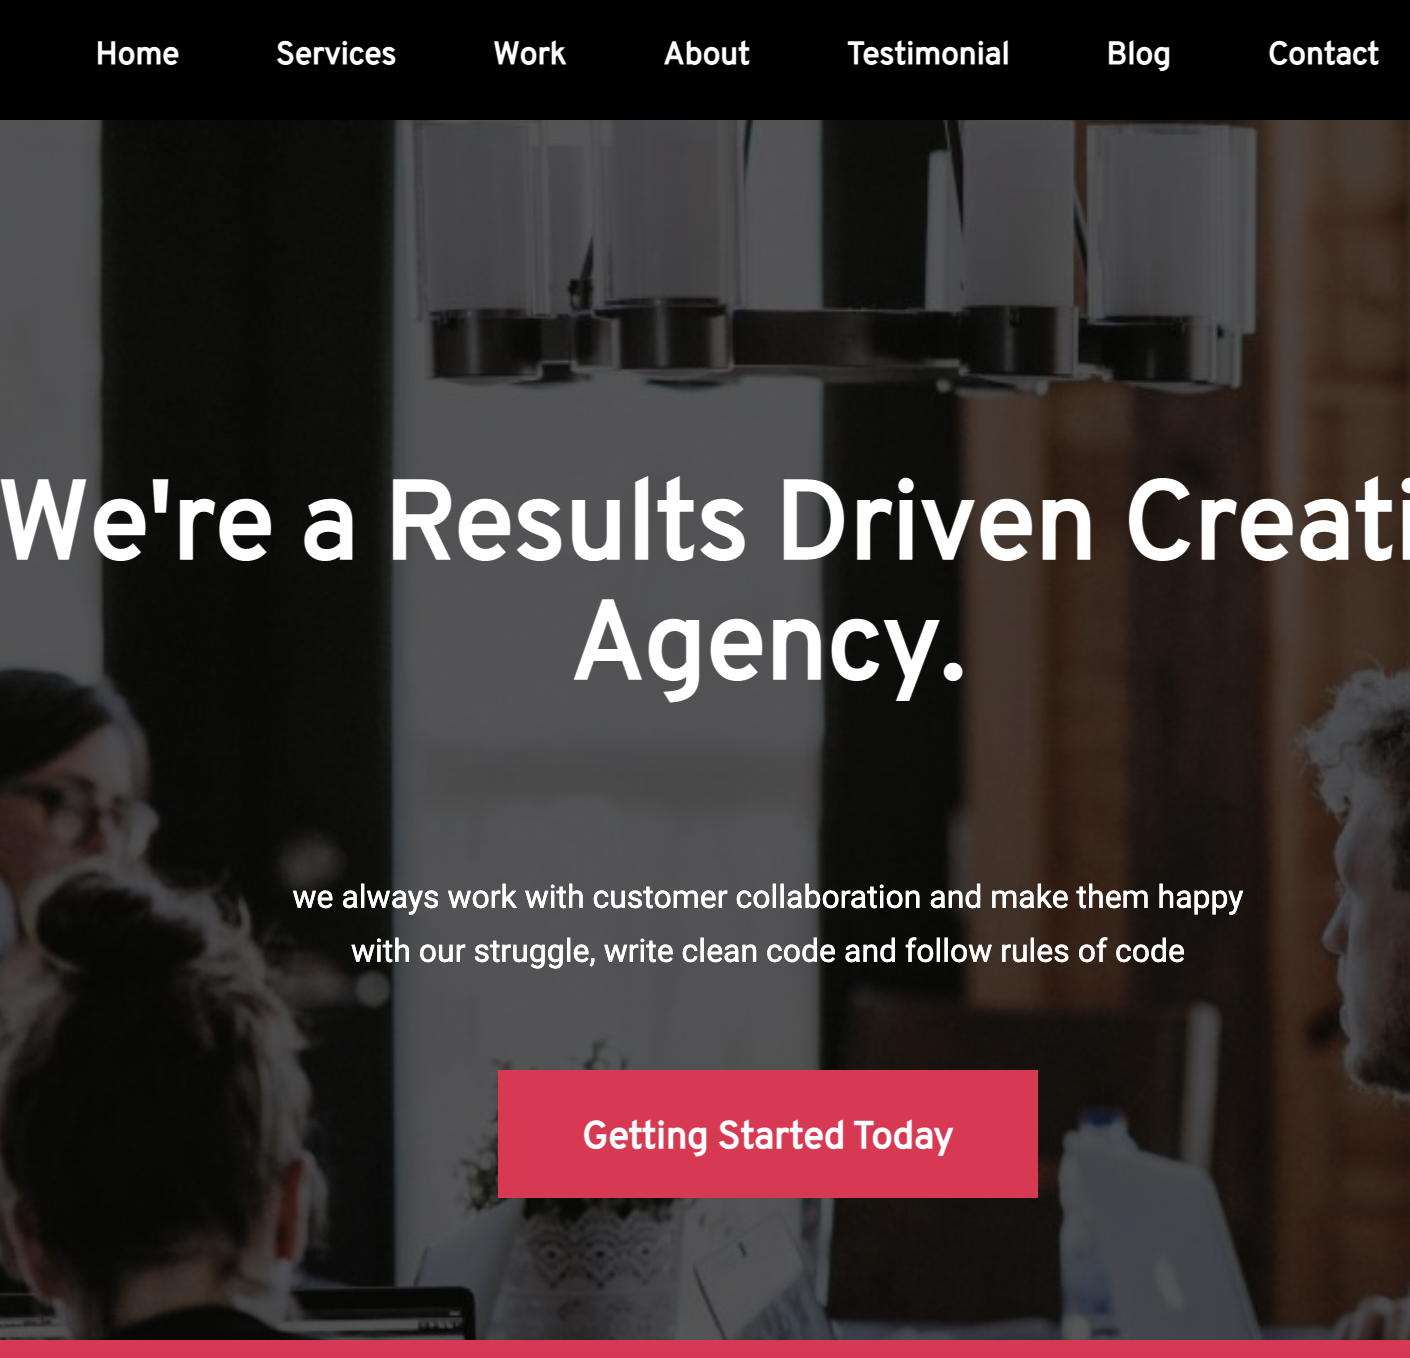 Home Services Work About Testimonial Blog Contact
We're a Results Driven Creati
Agency.
we always work with customer collaboration and make them happy
with our struggle, write clean code and follow rules of code
Getting Started Today